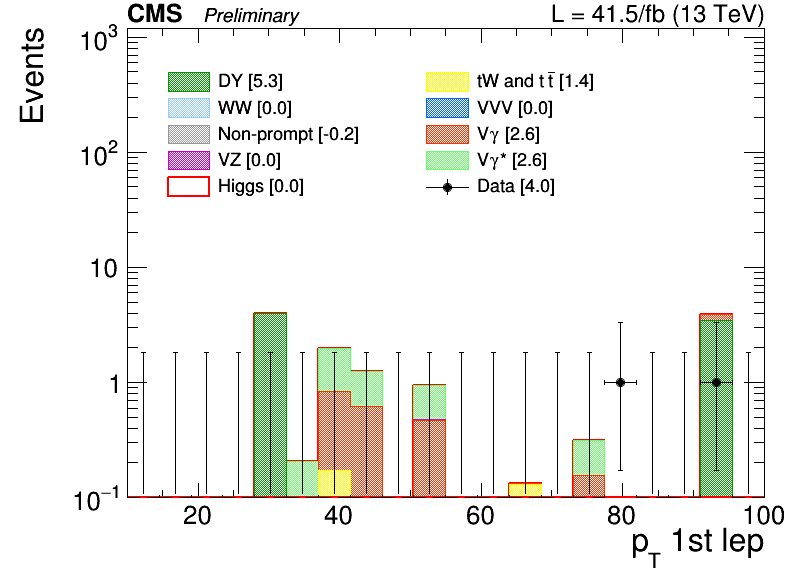 CMS Preliminary L = 41.5/fb (13 TeV)
Events
10³
10²
10
1
10⁻¹
DY [5.3]
WW [0.0]
Non-prompt [-0.2]
VZ [0.0]
Higgs [0.0]
tW and tt̅ [1.4]
VVV [0.0]
Vγ [2.6]
Vγ* [2.6]
Data [4.0]
20 40 60 80 100
p_T 1st lep